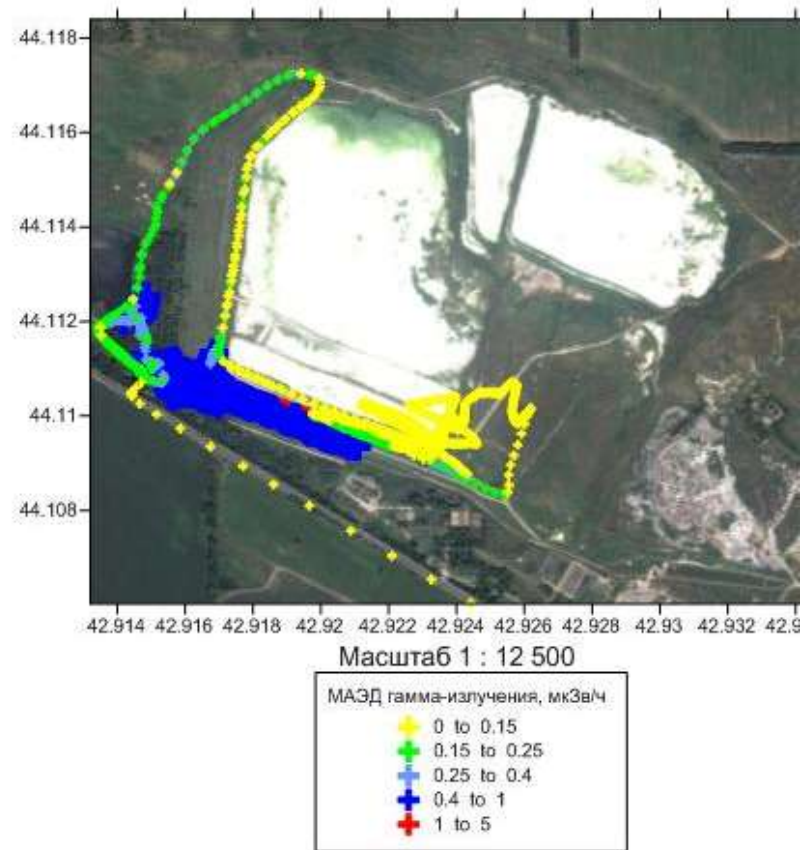 44.118
44.116
44.114
44.112
44.11
44.108
42.914 42.916 42.918 42.92 42.922 42.924 42.926 42.928 42.93 42.932 42.9
Масштаб 1 : 12 500
МАЭД гамма-излучения, мкЗв/ч
0 to 0.15
0.15 to 0.25
0.25 to 0.4
0.4 to 1
1 to 5